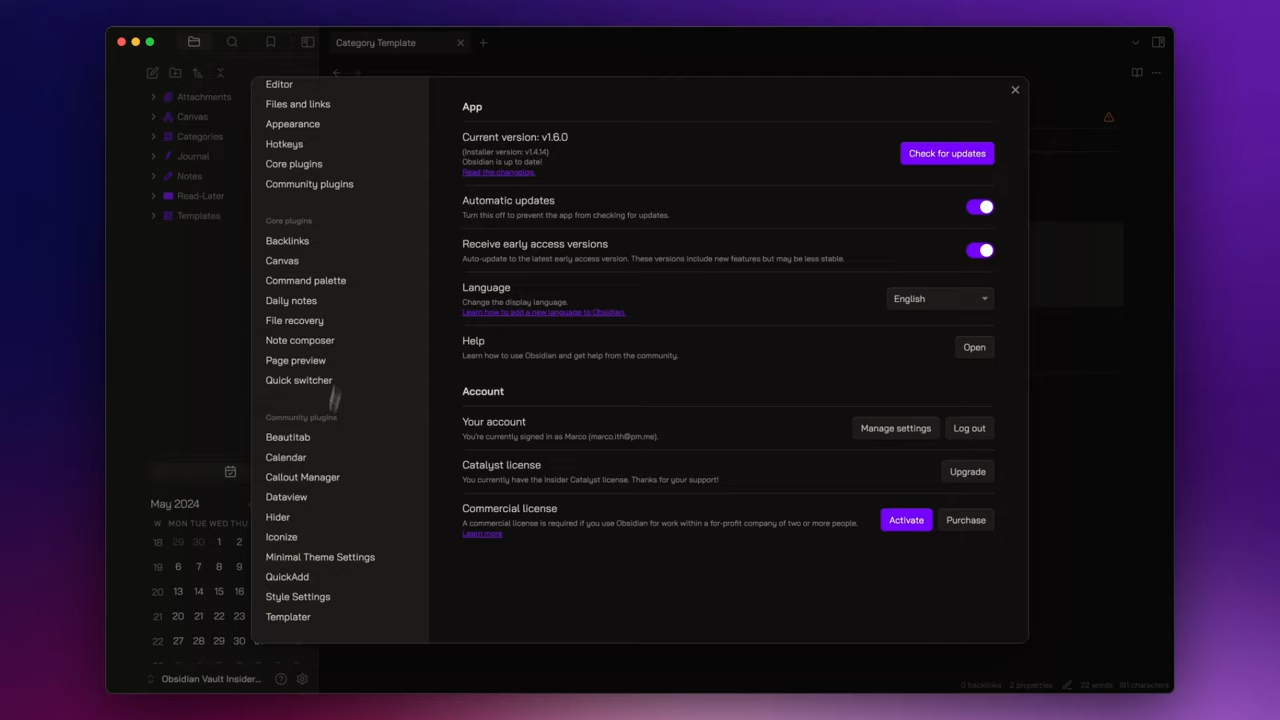 Category Template
Attachments
Canvas
Categories
Journal
Notes
Read-Later
Templates
May 2024
W MON TUE WED THU
18 29 30 1 2
19 6 7 8 9
20 13 14 15 16
21 20 21 22 23
22 27 28 29 30
Obsidian Vault Insider...
Editor
Files and links
Appearance
Hotkeys
Core plugins
Community plugins
Core plugins
Backlinks
Canvas
Command palette
Daily notes
File recovery
Note composer
Page preview
Quick switcher
Community plugins
Beautitab
Calendar
Callout Manager
Dataview
Hider
Iconize
Minimal Theme Settings
QuickAdd
Style Settings
Templater
App
Current version: v1.6.0
(Installer version: v1.4.14)
Obsidian is up to date!
Read the changelog.
Check for updates
Automatic updates
Turn this off to prevent the app from checking for updates.
Receive early access versions
Auto-update to the latest early access version. These versions include new features but may be less stable.
Language
Change the display language.
Learn how to add a new language to Obsidian.
English
Help
Learn how to use Obsidian and get help from the community.
Open
Account
Your account
You're currently signed in as Marco (marco.ith@pm.me).
Manage settings
Log out
Catalyst license
You currently have the Insider Catalyst license. Thanks for your support!
Upgrade
Commercial license
A commercial license is required if you use Obsidian for work within a for-profit company of two or more people.
Learn more
Activate
Purchase
0 backlinks 2 properties 22 words 181 characters